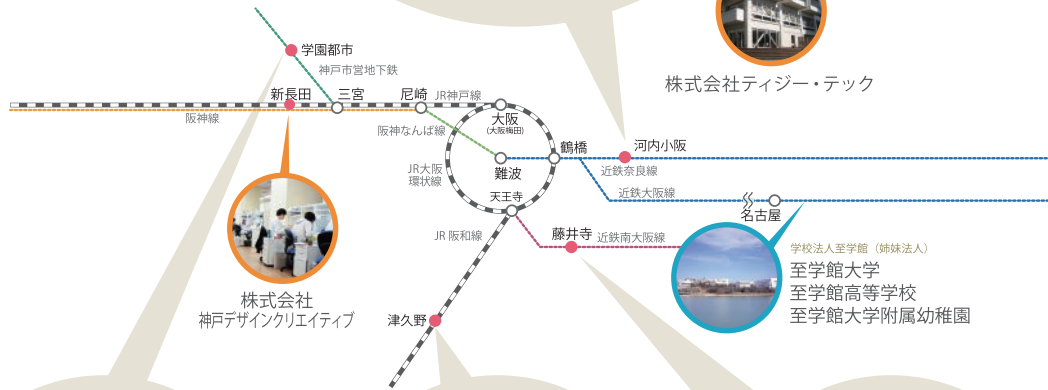 学園都市
神戸市営地下鉄
株式会社ティジー・テック
新長田
三宮
尼崎
JR神戸線
阪神線
大阪
(大阪梅田)
阪神なんば線
鶴橋
河内小阪
近鉄奈良線
JR大阪
環状線
難波
天王寺
近鉄大阪線
名古屋
JR 阪和線
藤井寺
近鉄南大阪線
学校法人至学館（姉妹法人）
至学館大学
至学館高等学校
至学館大学附属幼稚園
株式会社
神戸デザインクリエイティブ
津久野